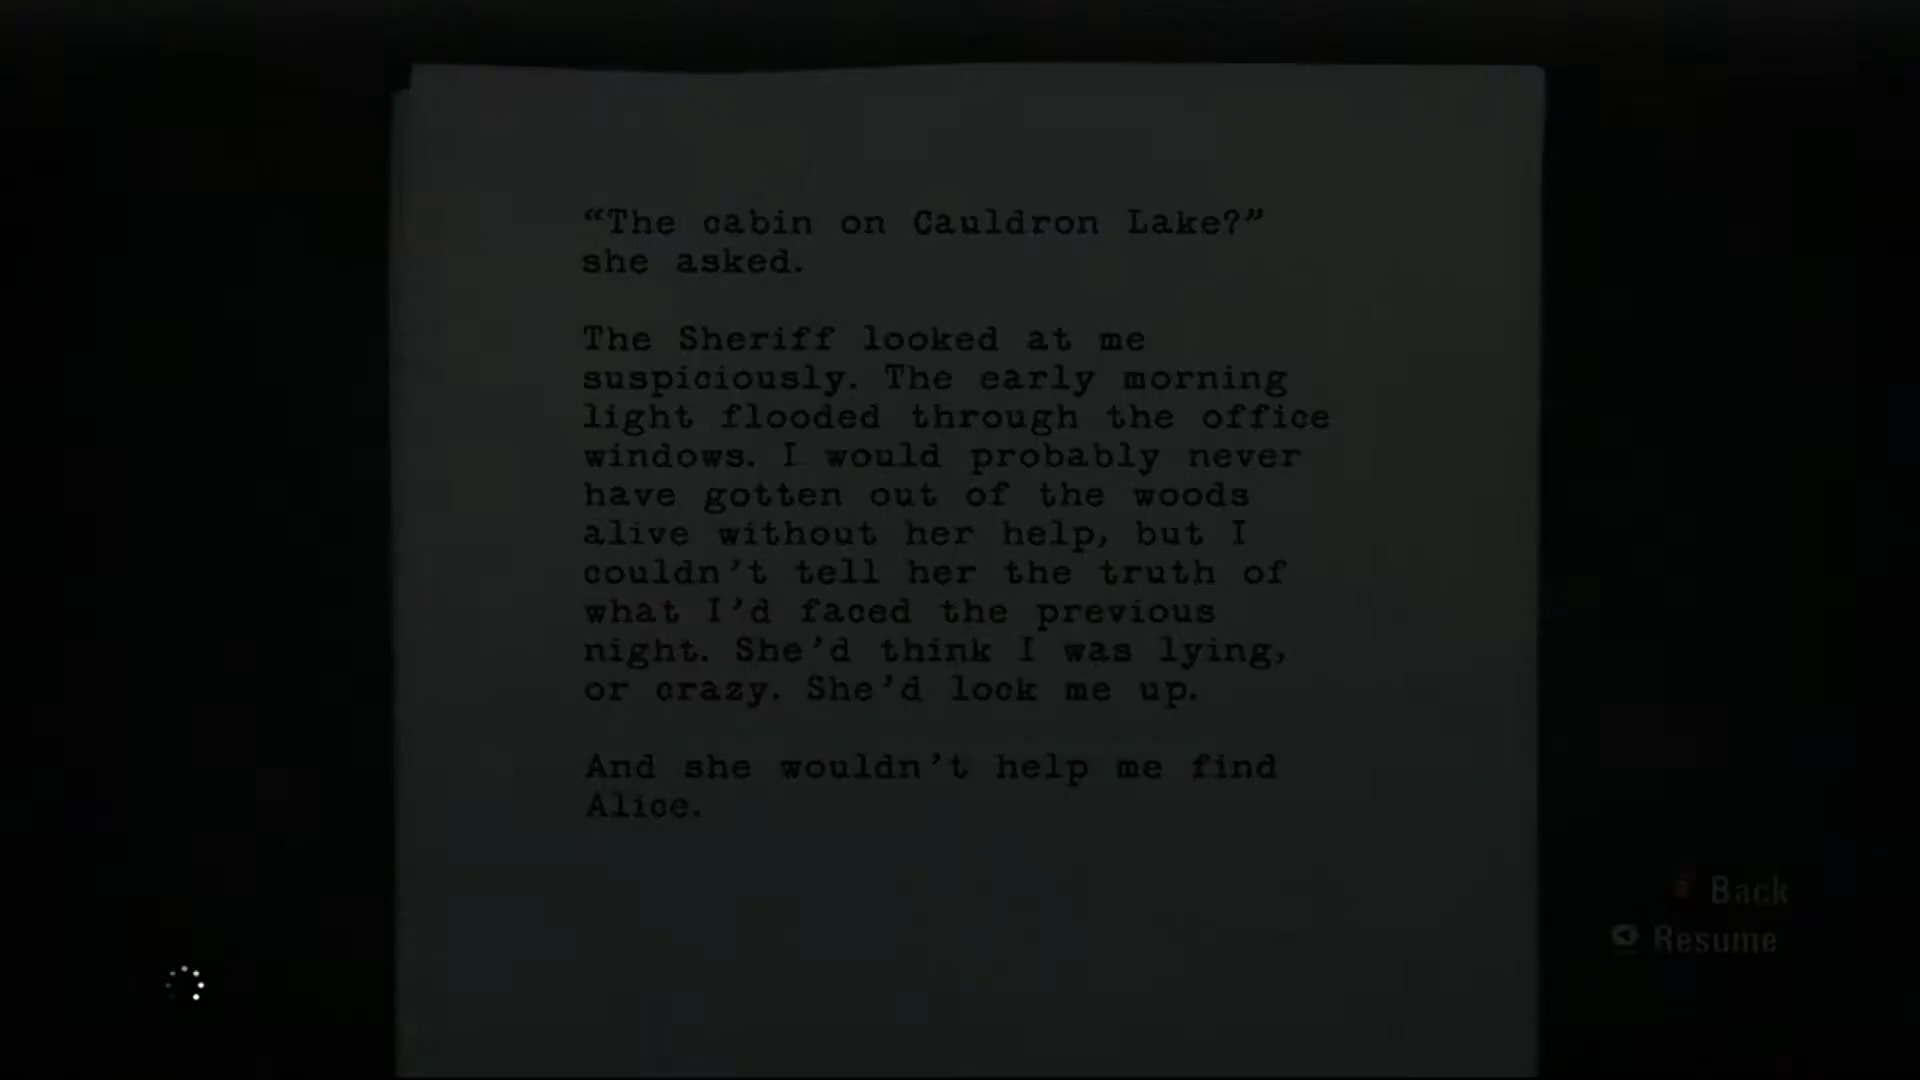 “The cabin on Cauldron Lake?”
she asked.
The Sheriff looked at me
suspiciously. The early morning
light flooded through the office
windows. I would probably never
have gotten out of the woods
alive without her help, but I
couldn’t tell her the truth of
what I’d faced the previous
night. She’d think I was lying,
or crazy. She’d lock me up.
And she wouldn’t help me find
Alice.
Back
Resume